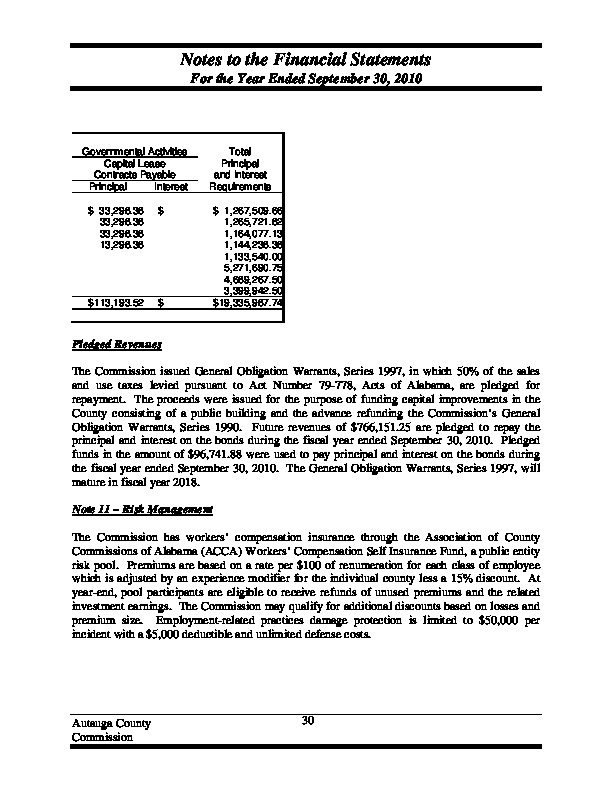 Notes to the Financial Statements
For the Year Ended September 30, 2010
Governmental Activities Total
Capital Lease Principal
Contracts Payable and Interest
Principal Interest Requirements
$ 33,296.36 $ $ 1,267,509.66
33,296.36 1,265,721.62
33,296.36 1,164,077.13
13,296.36 1,144,236.36
1,133,540.00
5,271,690.75
4,669,267.50
3,399,942.50
$113,193.52 $ $19,335,967.74
Pledged Revenues
The Commission issued General Obligation Warrants, Series 1997, in which 50% of the sales
and use taxes levied pursuant to Act Number 79-778, Acts of Alabama, are pledged for
repayment. The proceeds were issued for the purpose of funding capital improvements in the
County consisting of a public building and the advance refunding the Commission's General
Obligation Warrants, Series 1990. Future revenues of $766,151.25 are pledged to repay the
principal and interest on the bonds during the fiscal year ended September 30, 2010. Pledged
funds in the amount of $96,741.88 were used to pay principal and interest on the bonds during
the fiscal year ended September 30, 2010. The General Obligation Warrants, Series 1997, will
mature in fiscal year 2018.
Note 11 – Risk Management
The Commission has workers' compensation insurance through the Association of County
Commissions of Alabama (ACCA) Workers' Compensation Self Insurance Fund, a public entity
risk pool. Premiums are based on a rate per $100 of renumeration for each class of employee
which is adjusted by an experience modifier for the individual county less a 15% discount. At
year-end, pool participants are eligible to receive refunds of unused premiums and the related
investment earnings. The Commission may qualify for additional discounts based on losses and
premium size. Employment-related practices damage protection is limited to $50,000 per
incident with a $5,000 deductible and unlimited defense costs.
Autauga County 30
Commission